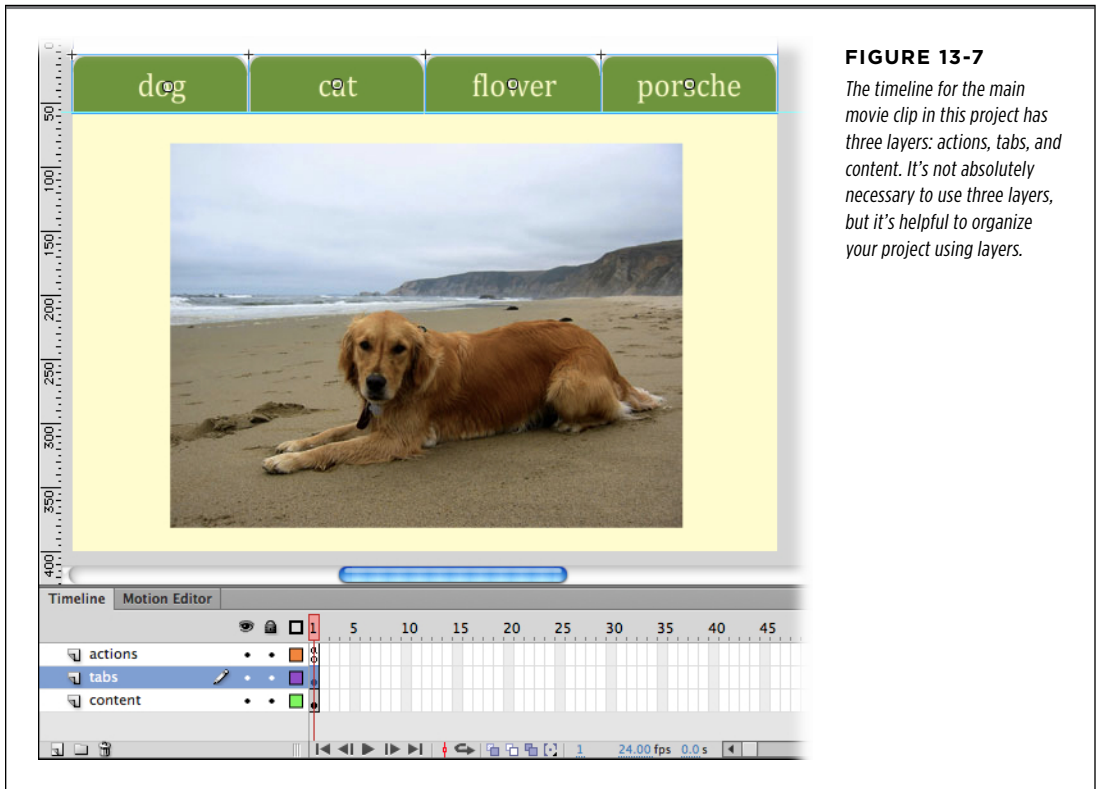 dog cat flower porsche
0
50
100
150
200
250
300
350
400
FIGURE 13-7
The timeline for the main
movie clip in this project has
three layers: actions, tabs, and
content. It's not absolutely
necessary to use three layers,
but it's helpful to organize
your project using layers.
Timeline Motion Editor
1 5 10 15 20 25 30 35 40 45
actions
a
tabs
content
1 24.00 fps 0.0 s